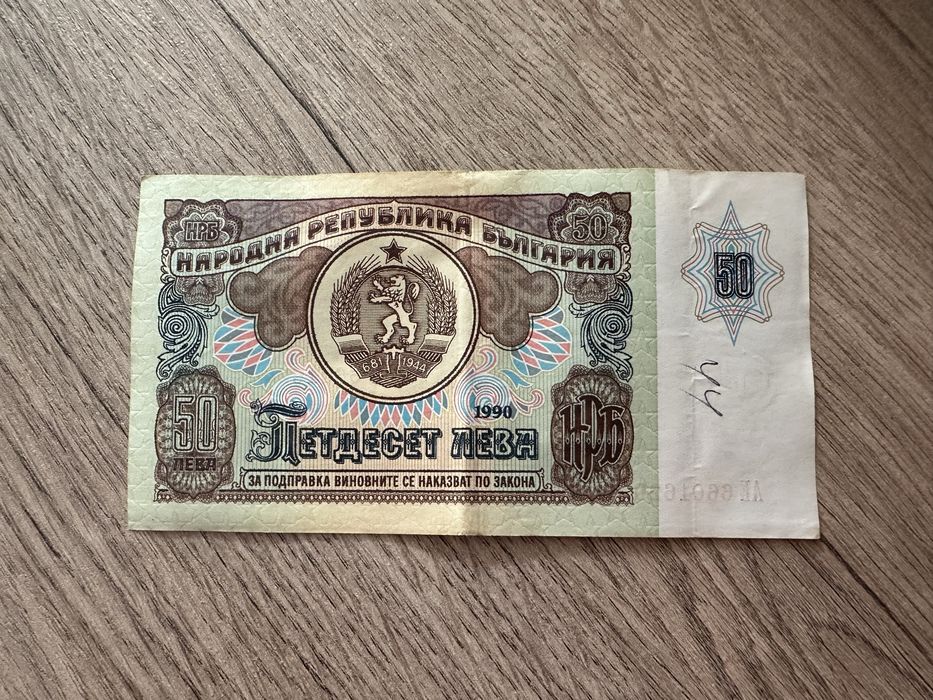 НРБ
50
НАРОДНА РЕПУБЛИКА БЪЛГАРИЯ
50
681 1944
1990
50 ЛЕВА
ПЕТДЕСЕТ ЛЕВА
НРБ
ЗА ПОДПРАВКА ВИНОВНИТЕ СЕ НАКАЗВАТ ПО ЗАКОНА